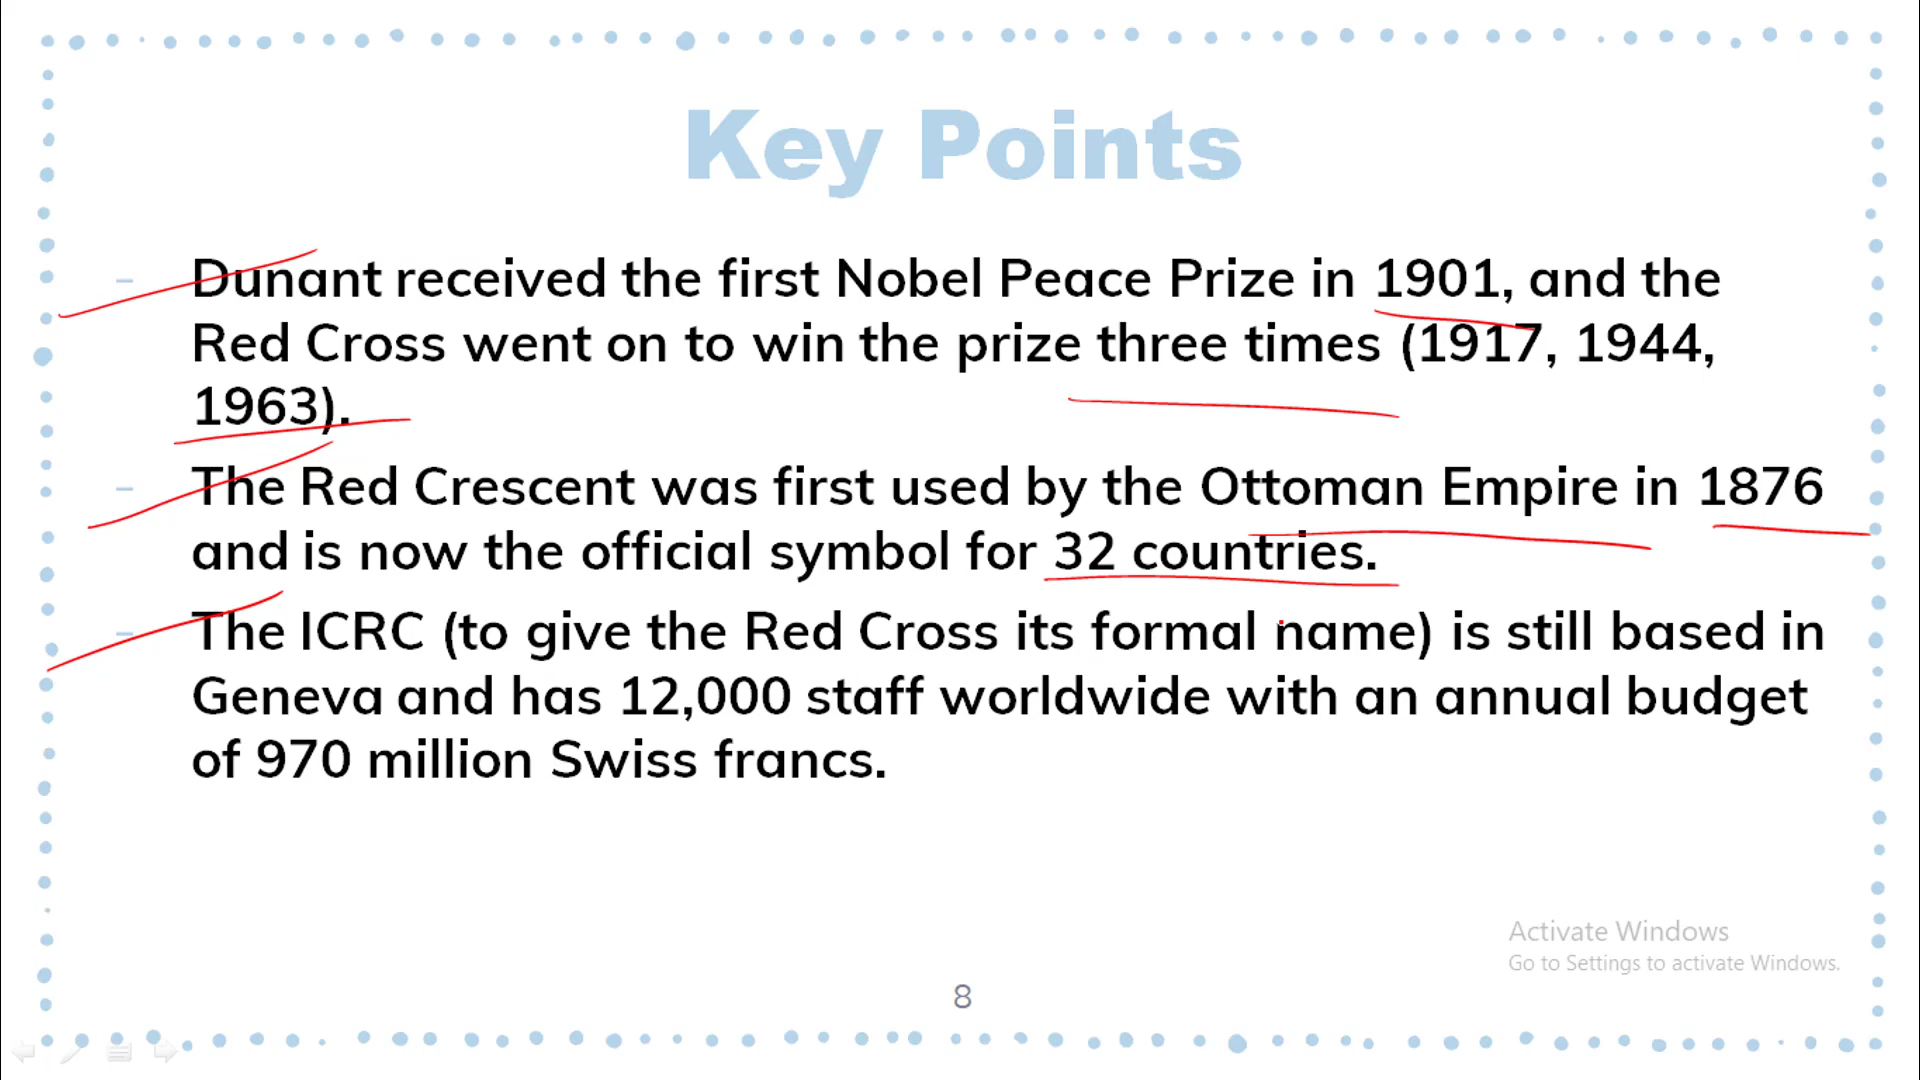 Key Points
- Dunant received the first Nobel Peace Prize in 1901, and the
Red Cross went on to win the prize three times (1917, 1944,
1963).
- The Red Crescent was first used by the Ottoman Empire in 1876
and is now the official symbol for 32 countries.
- The ICRC (to give the Red Cross its formal name) is still based in
Geneva and has 12,000 staff worldwide with an annual budget
of 970 million Swiss francs.
Activate Windows
Go to Settings to activate Windows.
8